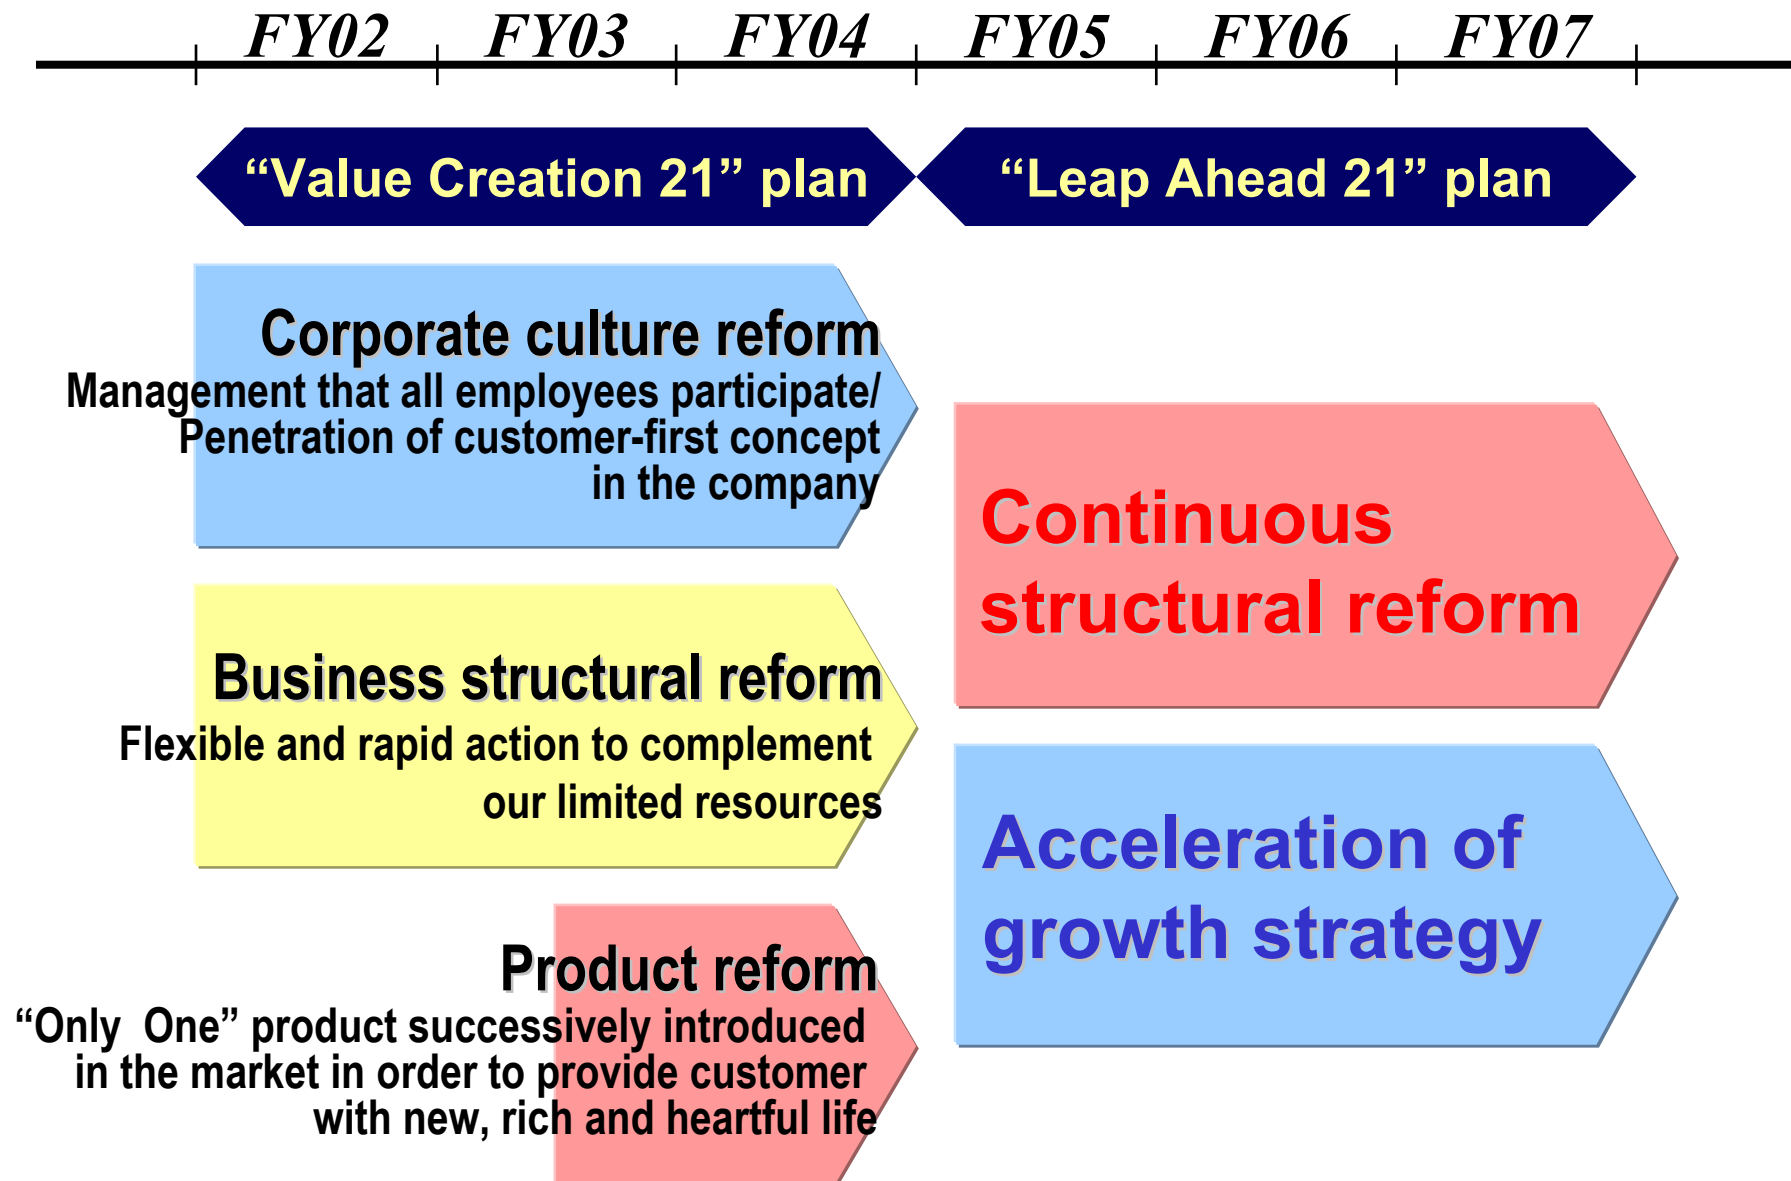 FY02 FY03 FY04 FY05 FY06 FY07
“Value Creation 21” plan
“Leap Ahead 21” plan
Corporate culture reform
Management that all employees participate/
Penetration of customer-first concept
in the company
Business structural reform
Flexible and rapid action to complement
our limited resources
Product reform
“Only One” product successively introduced
in the market in order to provide customer
with new, rich and heartful life
Continuous
structural reform
Acceleration of
growth strategy